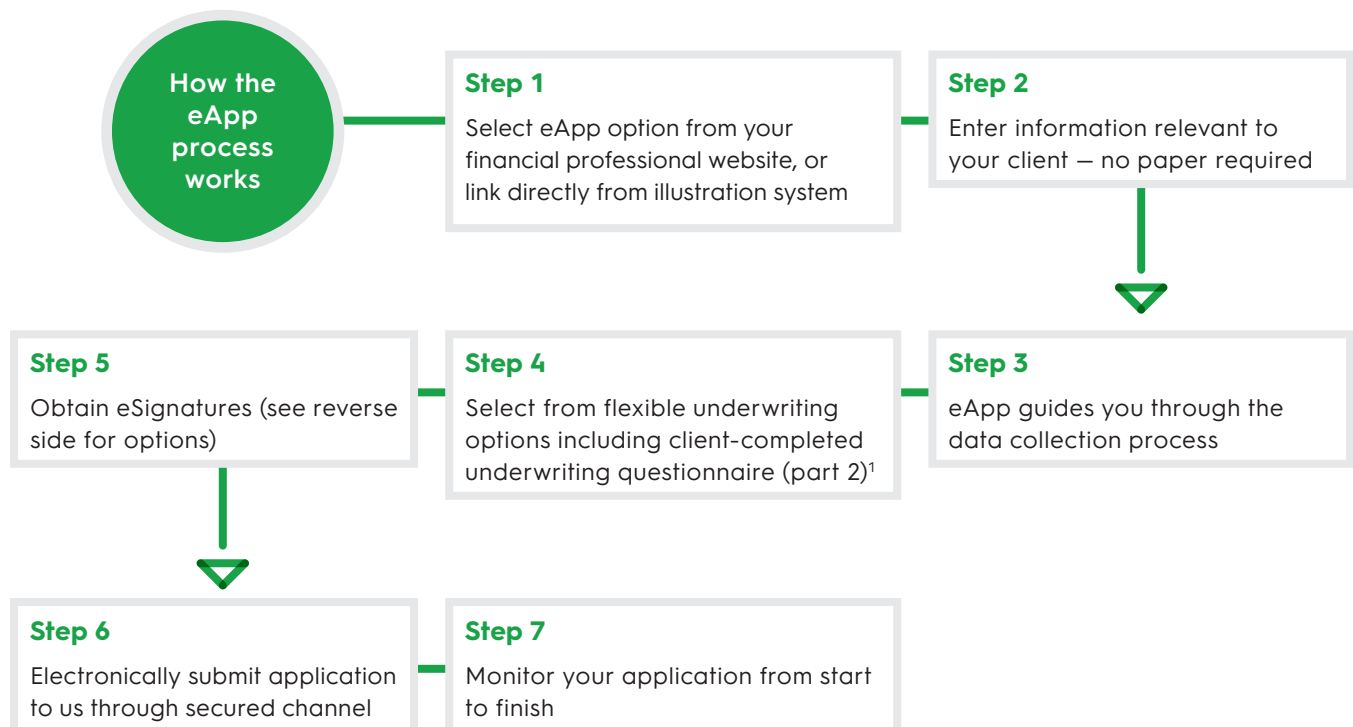 How the
eApp
process
works
Step 1
Select eApp option from your
financial professional website, or
link directly from illustration system
Step 2
Enter information relevant to
your client – no paper required
Step 3
eApp guides you through the
data collection process
Step 4
Select from flexible underwriting
options including client-completed
underwriting questionnaire (part 2)¹
Step 5
Obtain eSignatures (see reverse
side for options)
Step 6
Electronically submit application
to us through secured channel
Step 7
Monitor your application from start
to finish